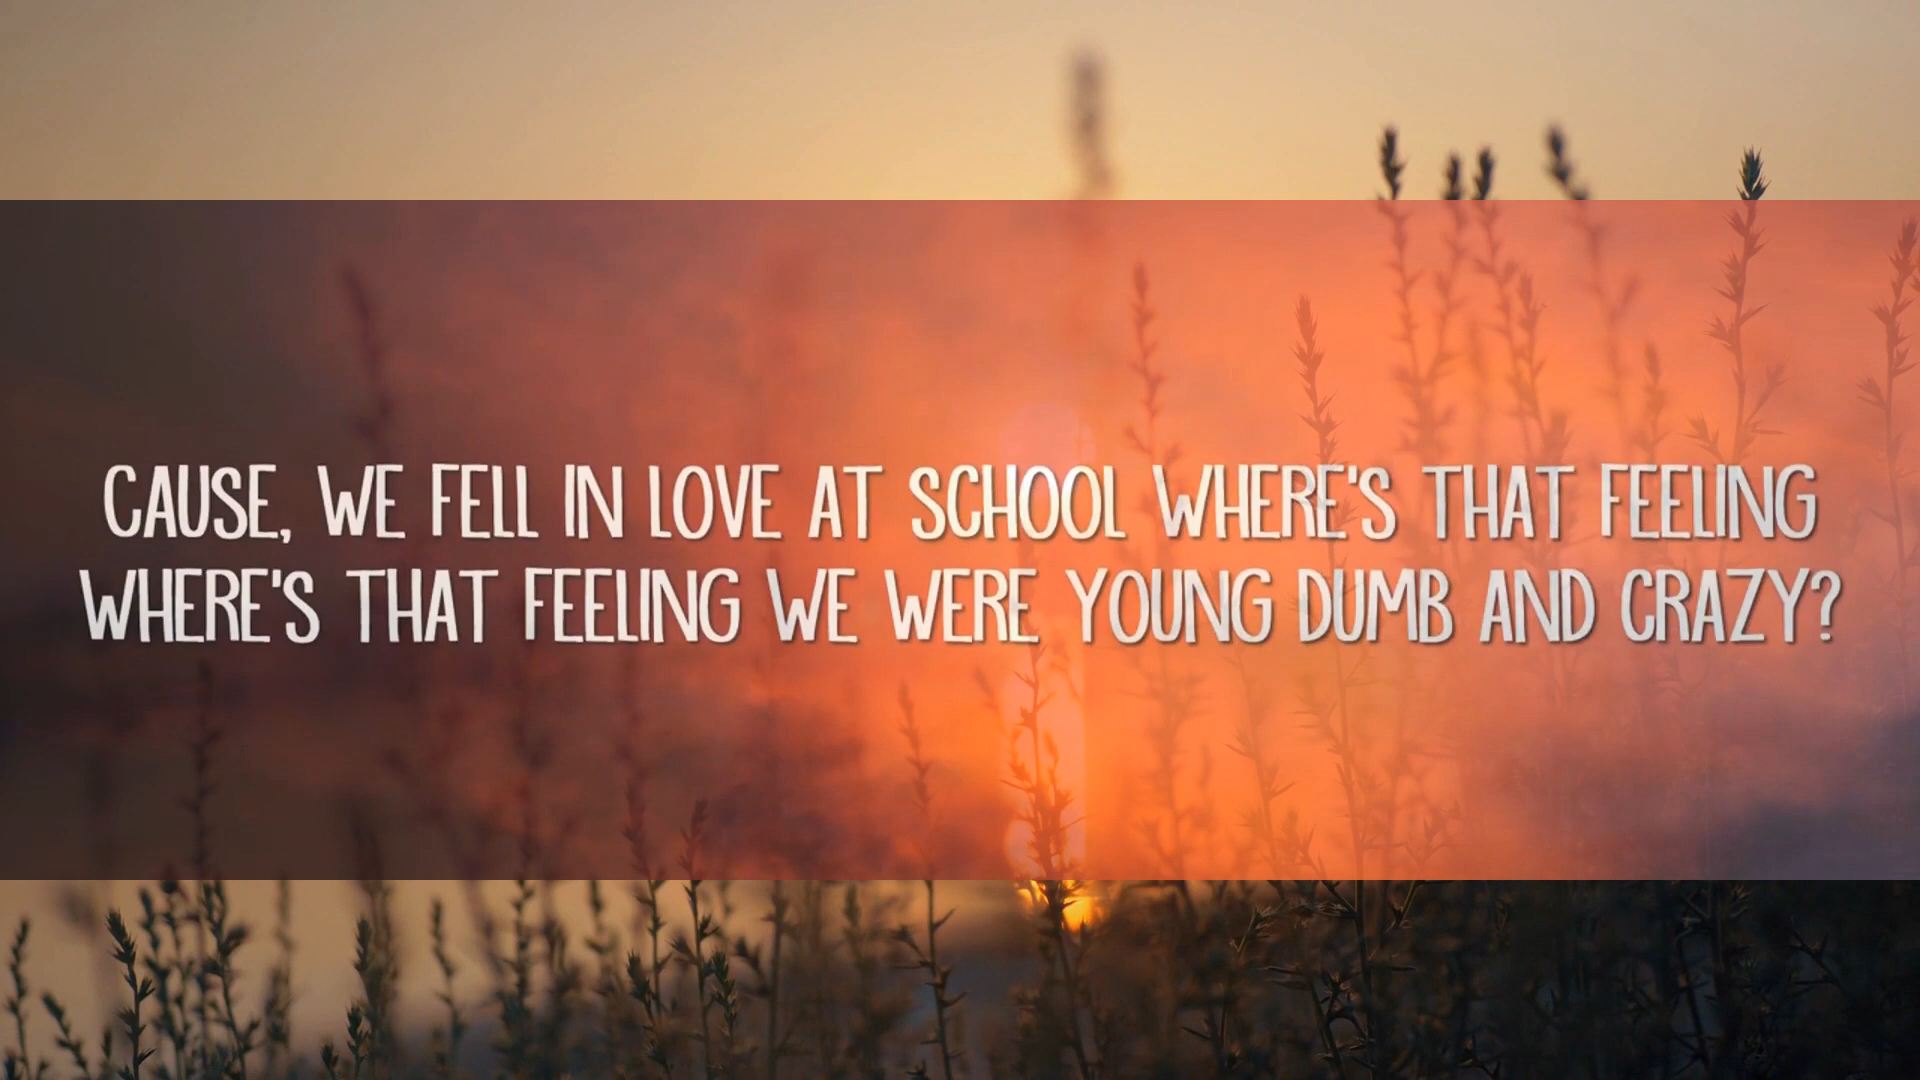 CAUSE, WE FELL IN LOVE AT SCHOOL WHERE'S THAT FEELING
WHERE'S THAT FEELING WE WERE YOUNG DUMB AND CRAZY?